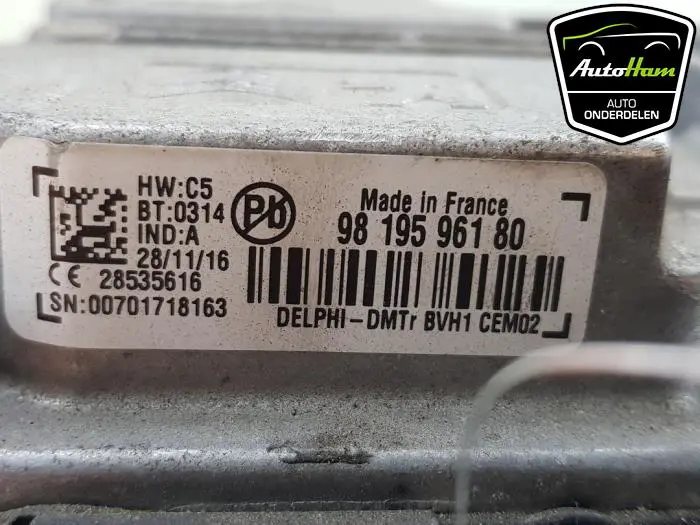 AutoHam
AUTO
ONDERDELEN
HW:C5
BT:0314
IND:A
28/11/16
CE 28535616
SN:00701718163
Pb
Made in France
98 195 961 80
DELPHI-DMTr BVH1 CEM02